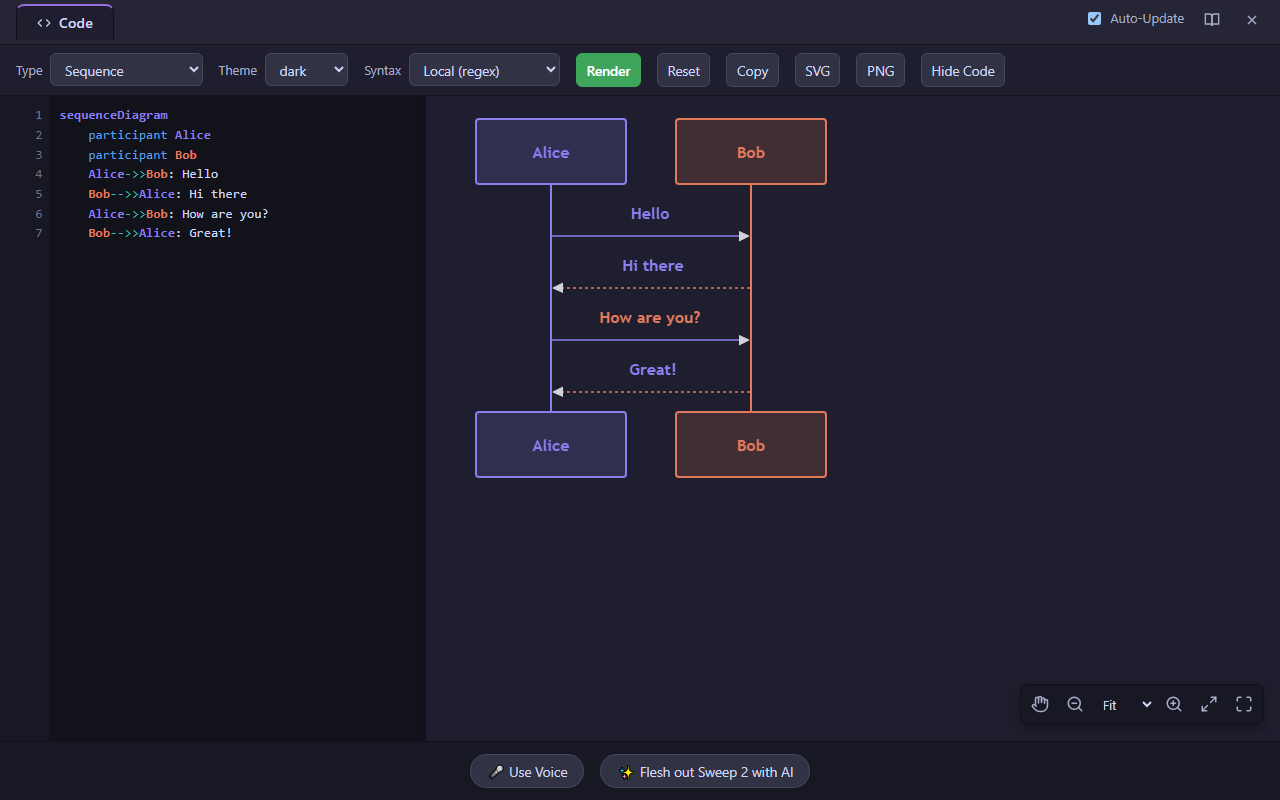 <> Code
Auto-Update
Type Sequence Theme dark Syntax Local (regex) Render Reset Copy SVG PNG Hide Code
1 sequenceDiagram
2 participant Alice
3 participant Bob
4 Alice->>Bob: Hello
5 Bob-->>Alice: Hi there
6 Alice->>Bob: How are you?
7 Bob-->>Alice: Great!
Alice Bob
Hello
Hi there
How are you?
Great!
Alice Bob
Fit
Use Voice
Flesh out Sweep 2 with AI